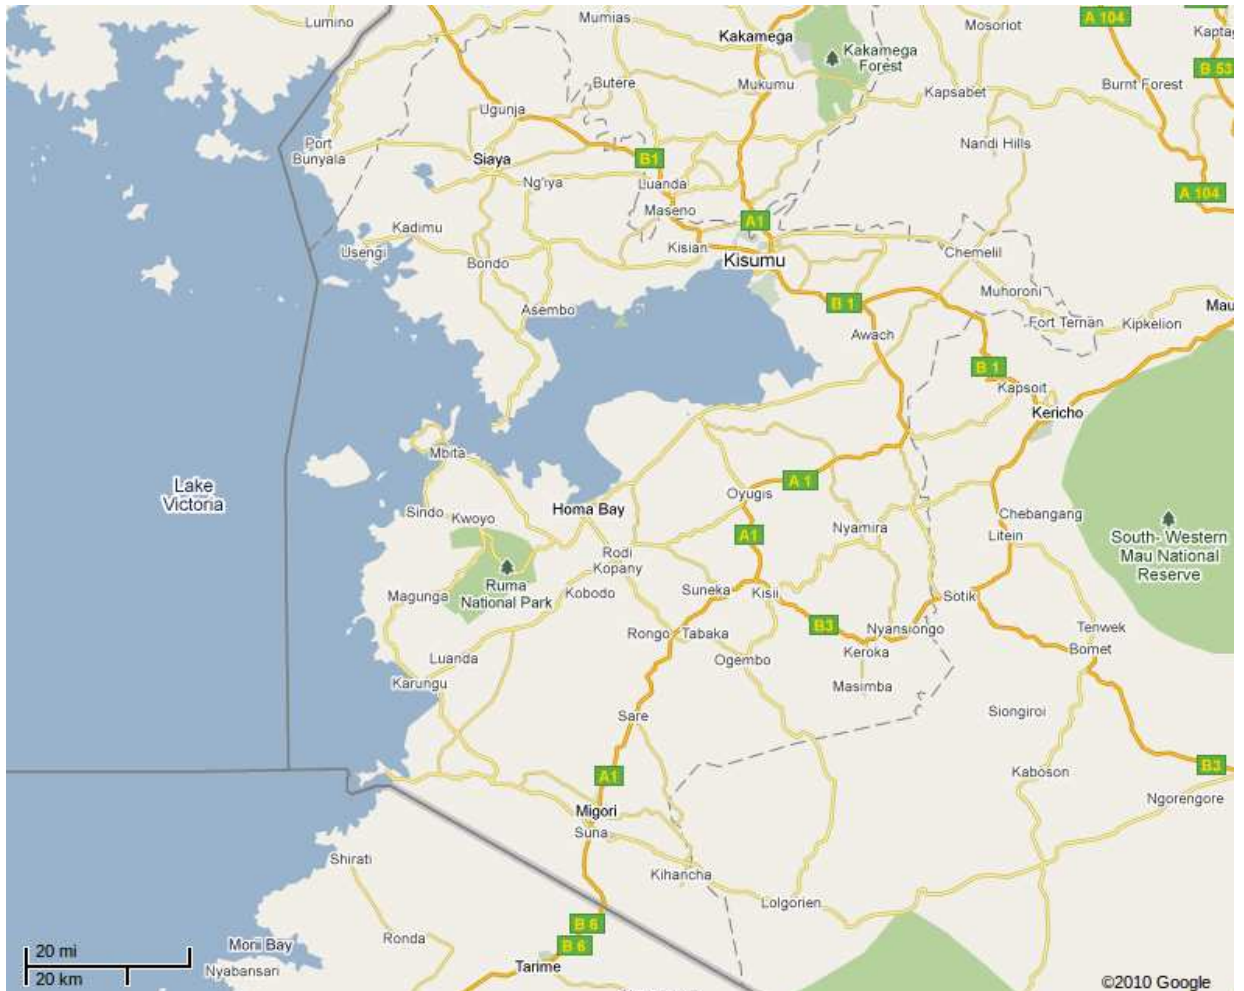 Lumino
Mumias
Mosoriot
A 104
Kakamega
Kaptag
Kakamega
Forest
B 53
Butere
Mukumu
Burnt Forest
Kapsabet
Ugunja
Port
Bunyala
Nandi Hills
Siaya
B1
Ng'iya
Luanda
A 104
Maseno
A1
Kadimu
Usengi
Kisian
Kisumu
Chemelil
Bondo
Muhoroni
Asembo
B 1
Mau
Fort Ternan
Kipkelion
Awach
B 1
Kapsoit
Kericho
Mbita
Lake
Victoria
A 1
Oyugis
Homa Bay
Sindo
Kwoyo
Chebangang
Nyamira
A1
Litein
South- Western
Mau National
Reserve
Rodi
Kopany
Ruma
National Park
Magunga
Kobodo
Suneka
Kisii
Sotik
B3
Nyansiongo
Tenwek
Rongo
Tabaka
Keroka
Bomet
Luanda
Ogembo
Karungu
Masimba
Siongiroi
Sare
B3
A1
Kaboson
Ngorengore
Migori
Suna
Shirati
Kihancha
Lolgorien
B 6
Ronda
B 6
Morii Bay
20 mi
Tarime
Nyabansari
20 km
©2010 Google